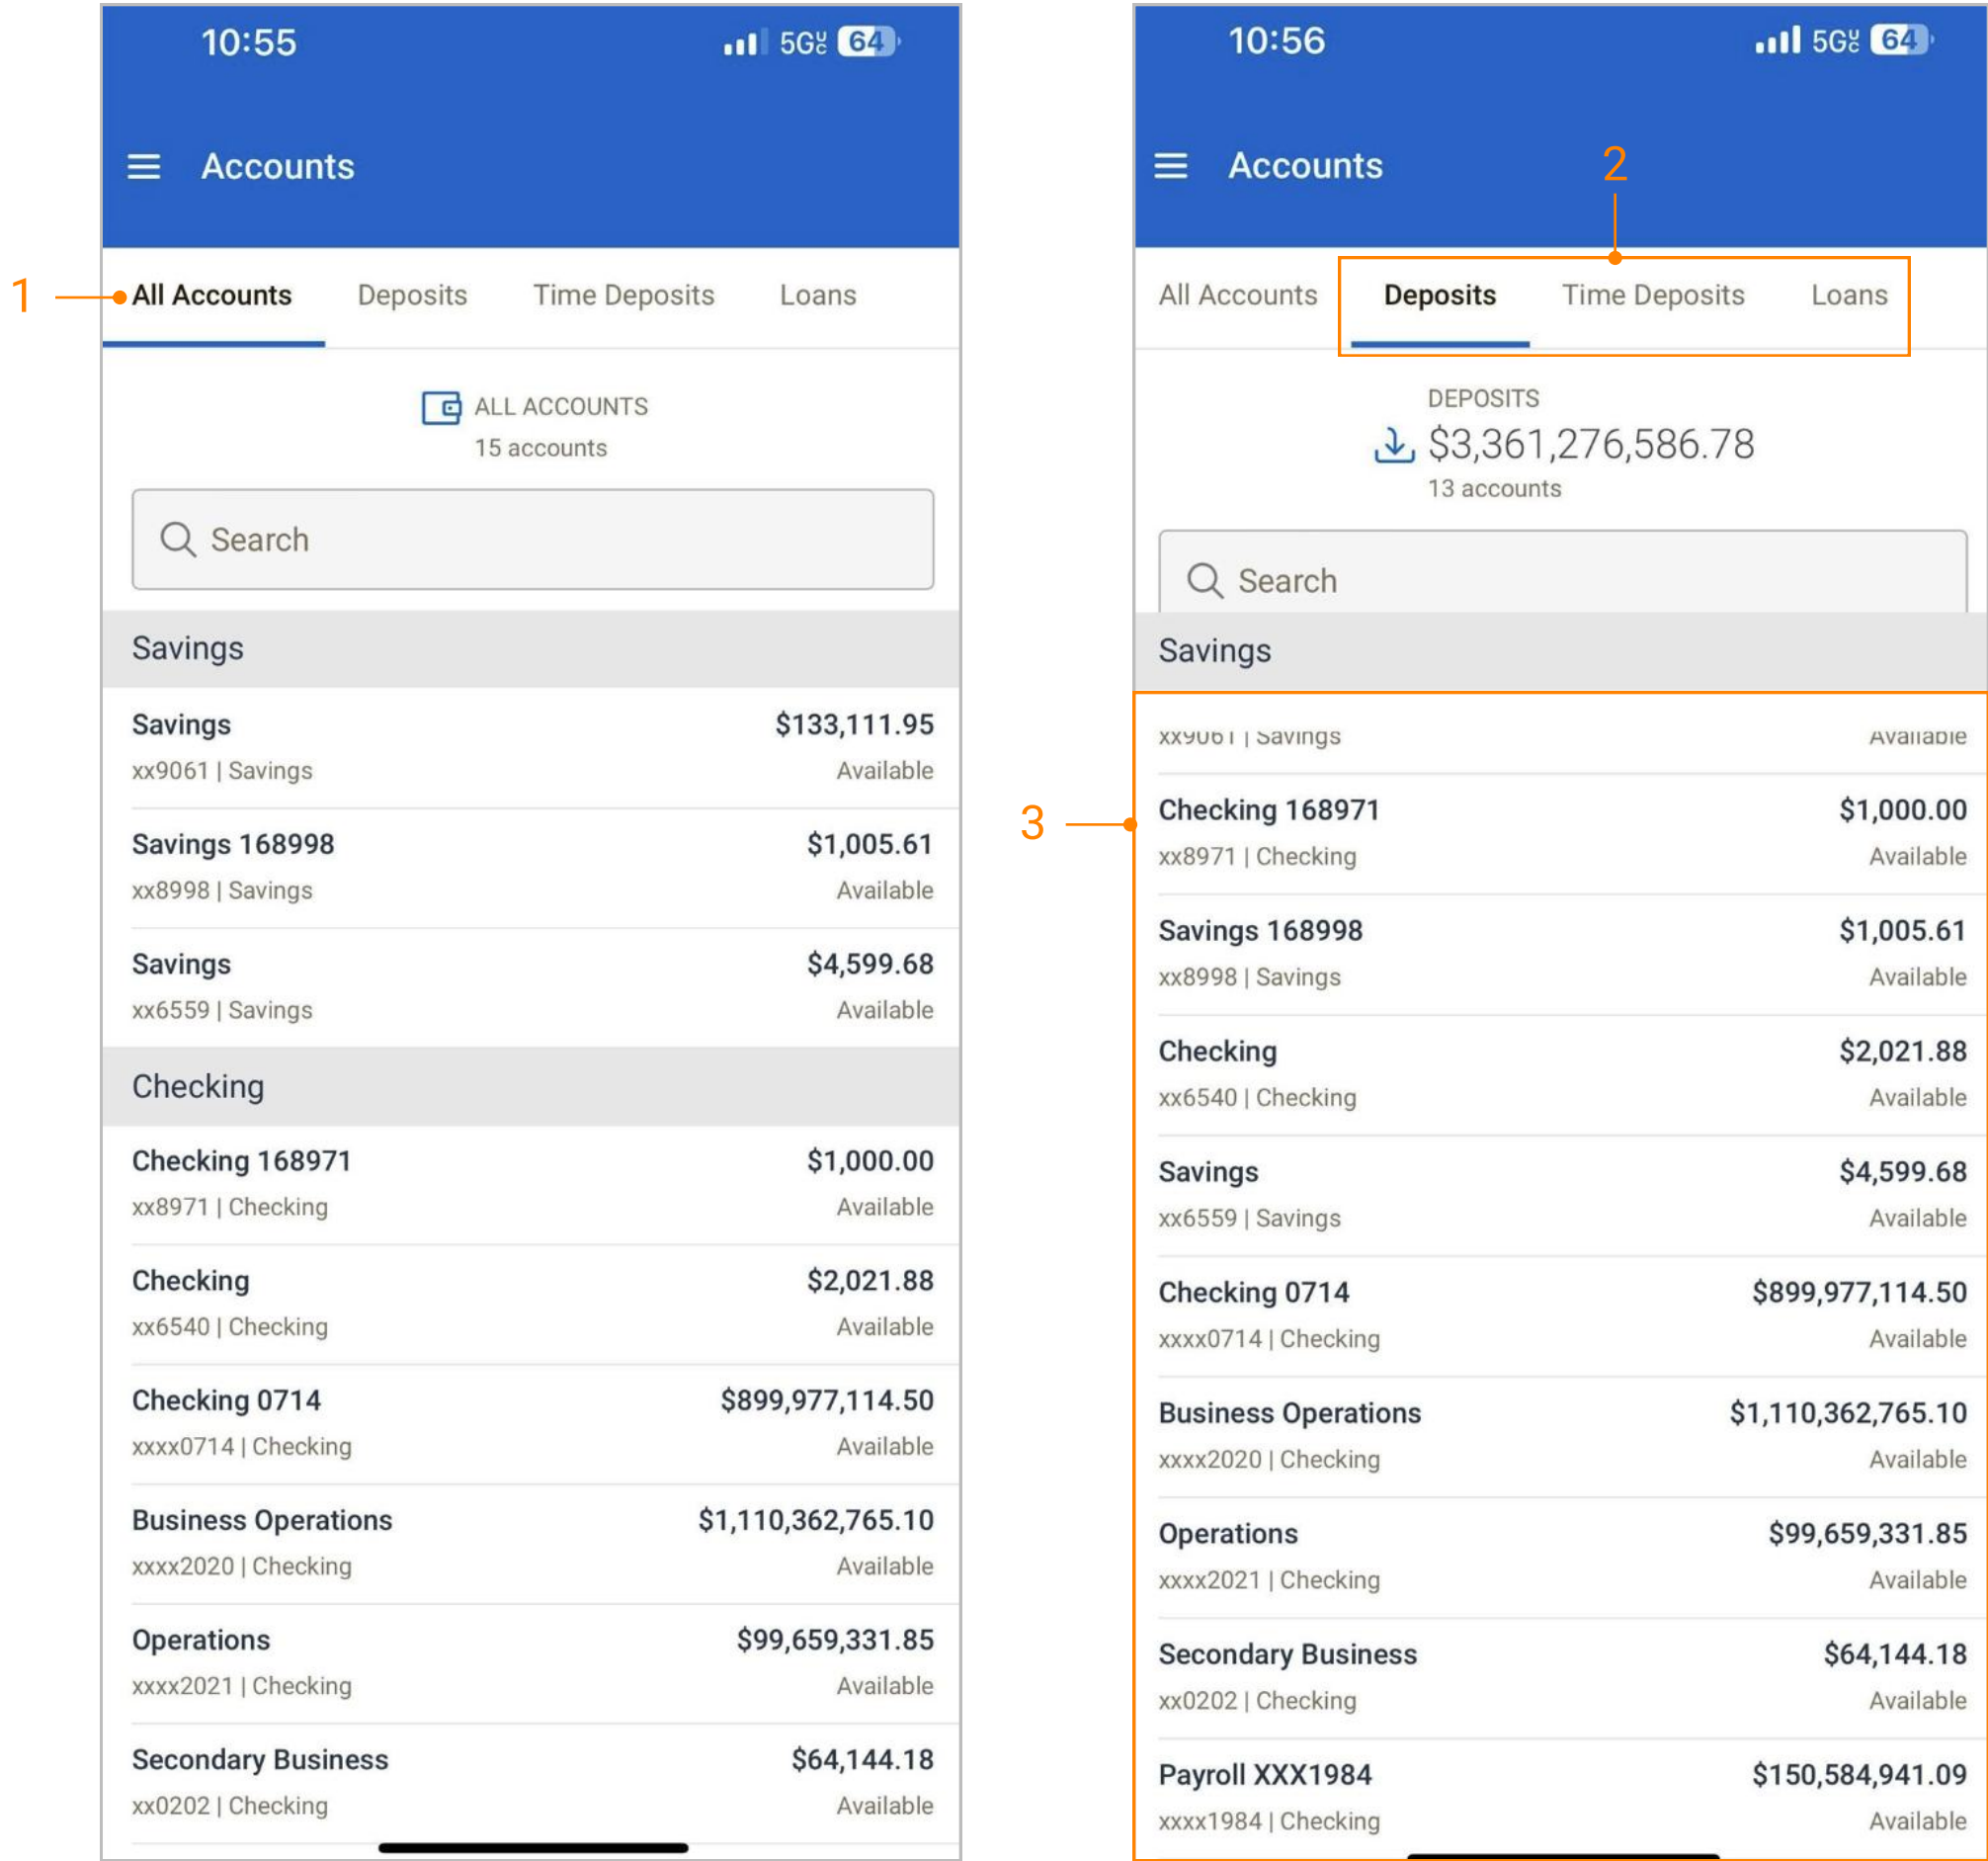 10:55
5GUC 64
Accounts
1
All Accounts Deposits Time Deposits Loans
ALL ACCOUNTS
15 accounts
Search
Savings
Savings $133,111.95
xx9061 | Savings Available
Savings 168998 $1,005.61
xx8998 | Savings Available
Savings $4,599.68
xx6559 | Savings Available
Checking
Checking 168971 $1,000.00
xx8971 | Checking Available
Checking $2,021.88
xx6540 | Checking Available
Checking 0714 $899,977,114.50
xxxx0714 | Checking Available
Business Operations $1,110,362,765.10
xxxx2020 | Checking Available
Operations $99,659,331.85
xxxx2021 | Checking Available
Secondary Business $64,144.18
xx0202 | Checking Available
10:56
5GUC 64
Accounts
2
All Accounts Deposits Time Deposits Loans
DEPOSITS
$3,361,276,586.78
13 accounts
Search
Savings
xx9061 | Savings Available
3
Checking 168971 $1,000.00
xx8971 | Checking Available
Savings 168998 $1,005.61
xx8998 | Savings Available
Checking $2,021.88
xx6540 | Checking Available
Savings $4,599.68
xx6559 | Savings Available
Checking 0714 $899,977,114.50
xxxx0714 | Checking Available
Business Operations $1,110,362,765.10
xxxx2020 | Checking Available
Operations $99,659,331.85
xxxx2021 | Checking Available
Secondary Business $64,144.18
xx0202 | Checking Available
Payroll XXX1984 $150,584,941.09
xxxx1984 | Checking Available